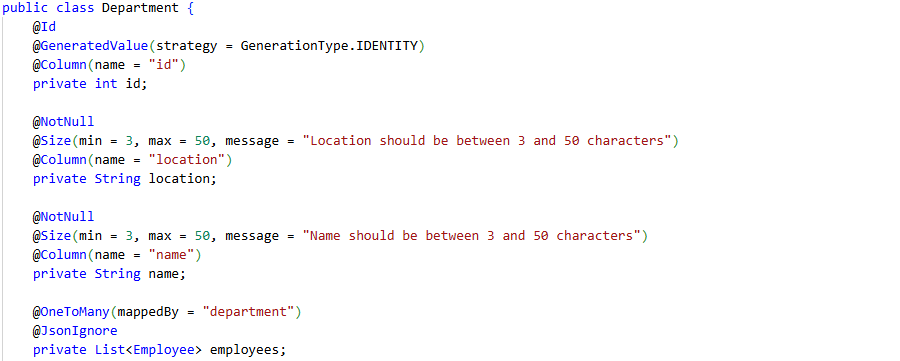 public class Department {
    @Id
    @GeneratedValue(strategy = GenerationType.IDENTITY)
    @Column(name = "id")
    private int id;

    @NotNull
    @Size(min = 3, max = 50, message = "Location should be between 3 and 50 characters")
    @Column(name = "location")
    private String location;

    @NotNull
    @Size(min = 3, max = 50, message = "Name should be between 3 and 50 characters")
    @Column(name = "name")
    private String name;

    @OneToMany(mappedBy = "department")
    @JsonIgnore
    private List<Employee> employees;